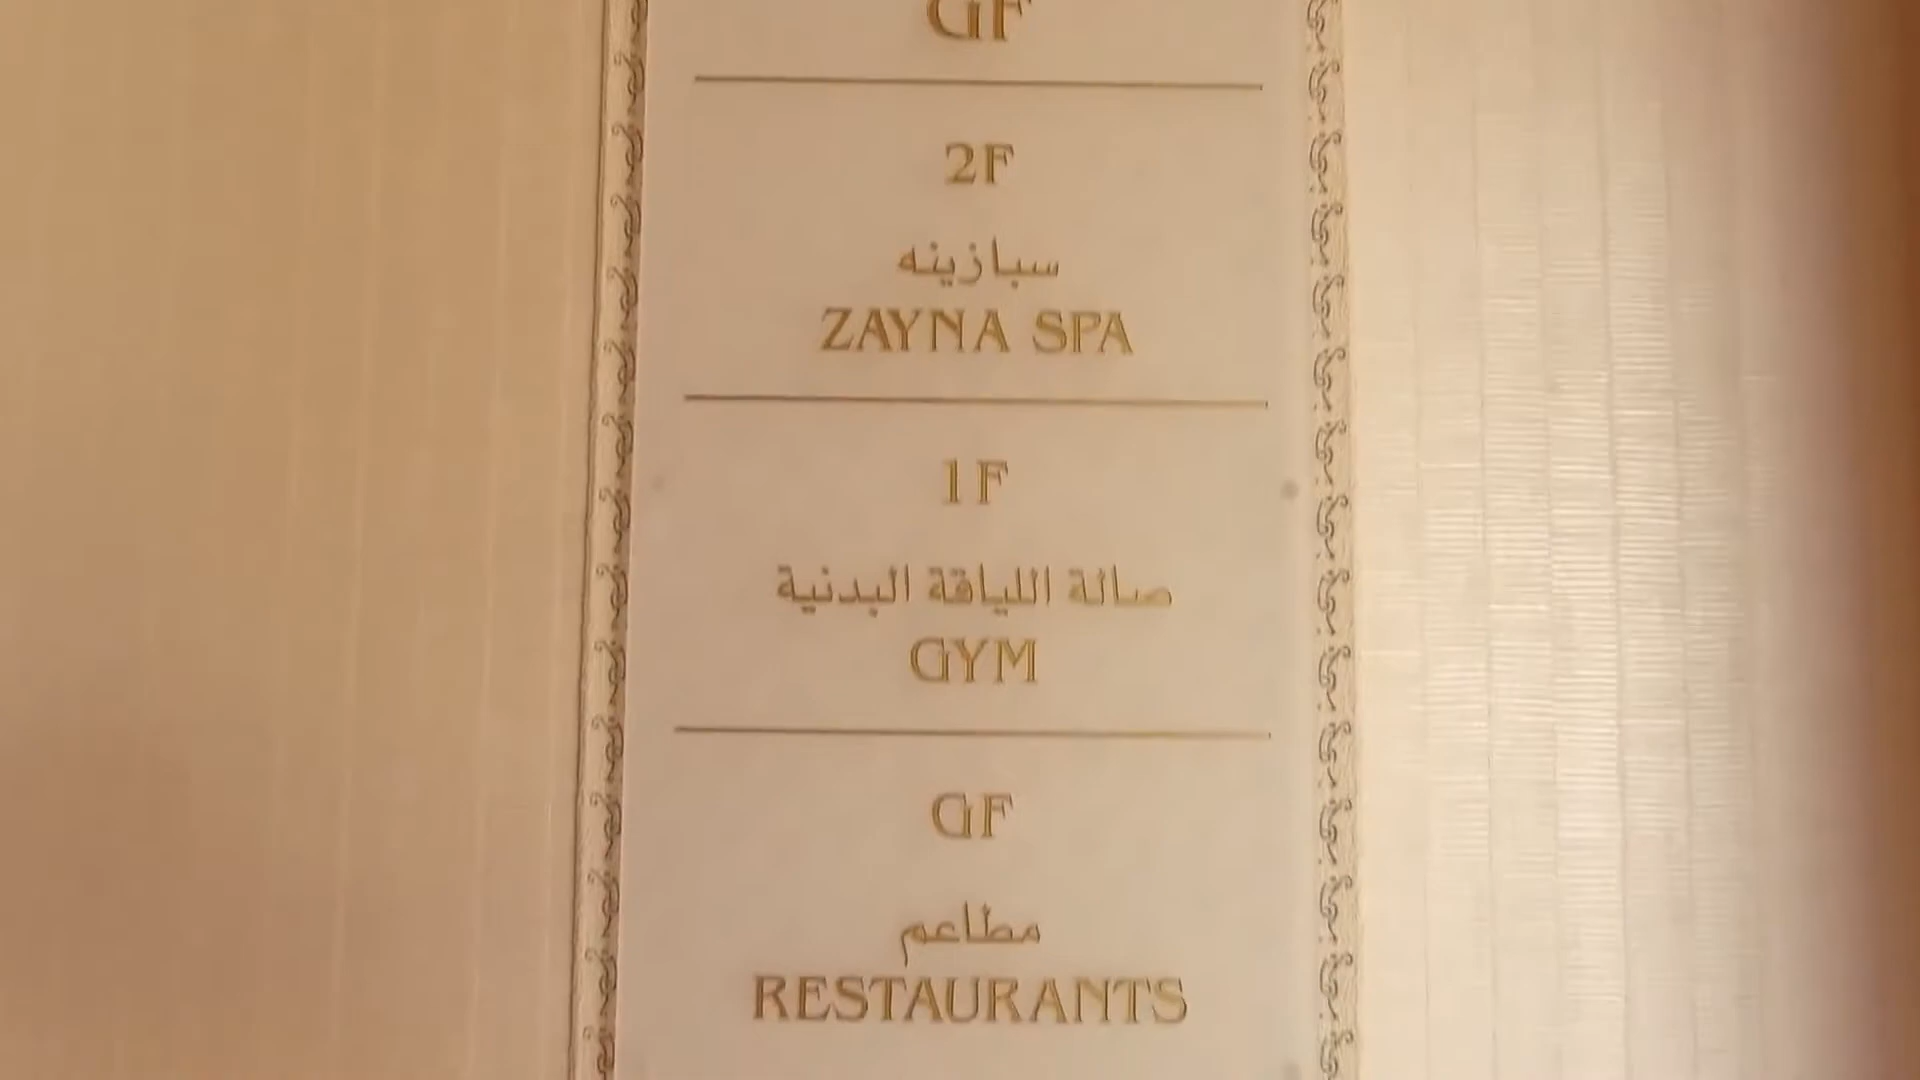 GF
2F
سبازينه
ZAYNA SPA
1F
صالة اللياقة البدنية
GYM
GF
مطاعم
RESTAURANTS